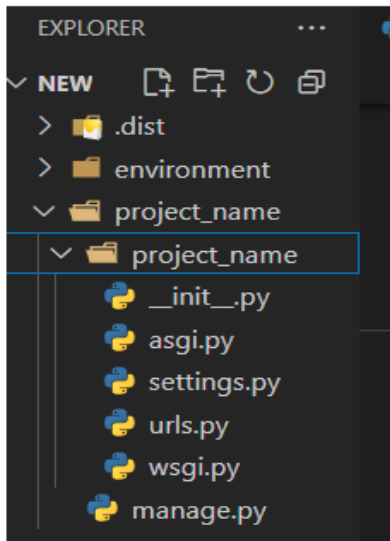 EXPLORER ...
NEW
.dist
environment
project_name
project_name
__init__.py
asgi.py
settings.py
urls.py
wsgi.py
manage.py